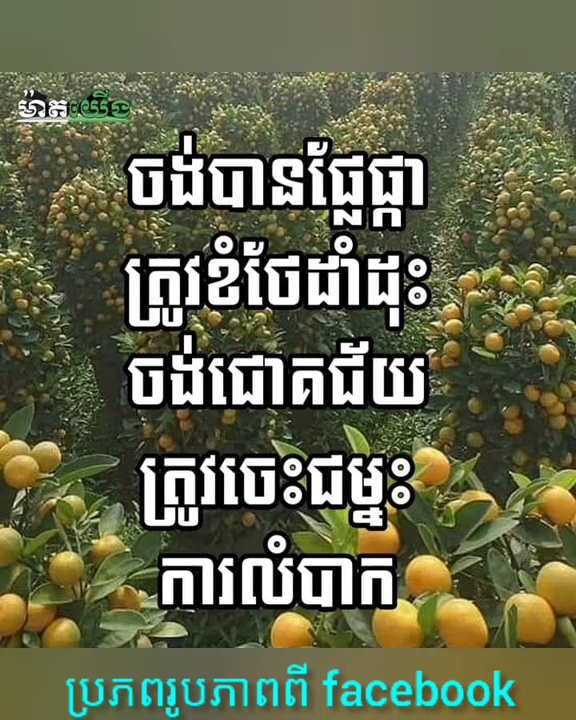 ម៉ាតយើង
ចង់បានផ្លែផ្កា
ត្រូវខំថែដាំដុះ
ចង់ជោគជ័យ
ត្រូវចេះជម្នះ
ការលំបាក
ប្រភពរូបភាពពី facebook